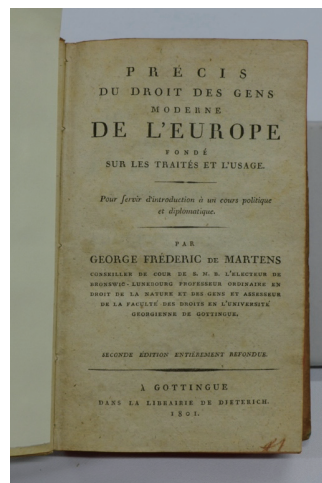 PRÉCIS
DU DROIT DES GENS
MODERNE
DE L'EUROPE
FONDÉ
SUR LES TRAITÉS ET L'USAGE.
Pour servir d'introduction à un cours politique
et diplomatique.
PAR
GEORGE FRÉDERIC DE MARTENS
CONSEILLER DE COUR DE S. M. B. L'ELECTEUR DE
BRONSWIC-LUNEBOURG PROFESSEUR ORDINAIRE EN
DROIT DE LA NATURE ET DES GENS ET ASSESSEUR
DE LA FACULTÉ DES DROITS EN L'UNIVERSITÉ
GEORGIENNE DE GOTTINGUE.
SECONDE EDITION ENTIÈREMENT REFONDUE.
À GOTTINGUE
DANS LA LIBRAIRIE DE DIETERICH.
1801.